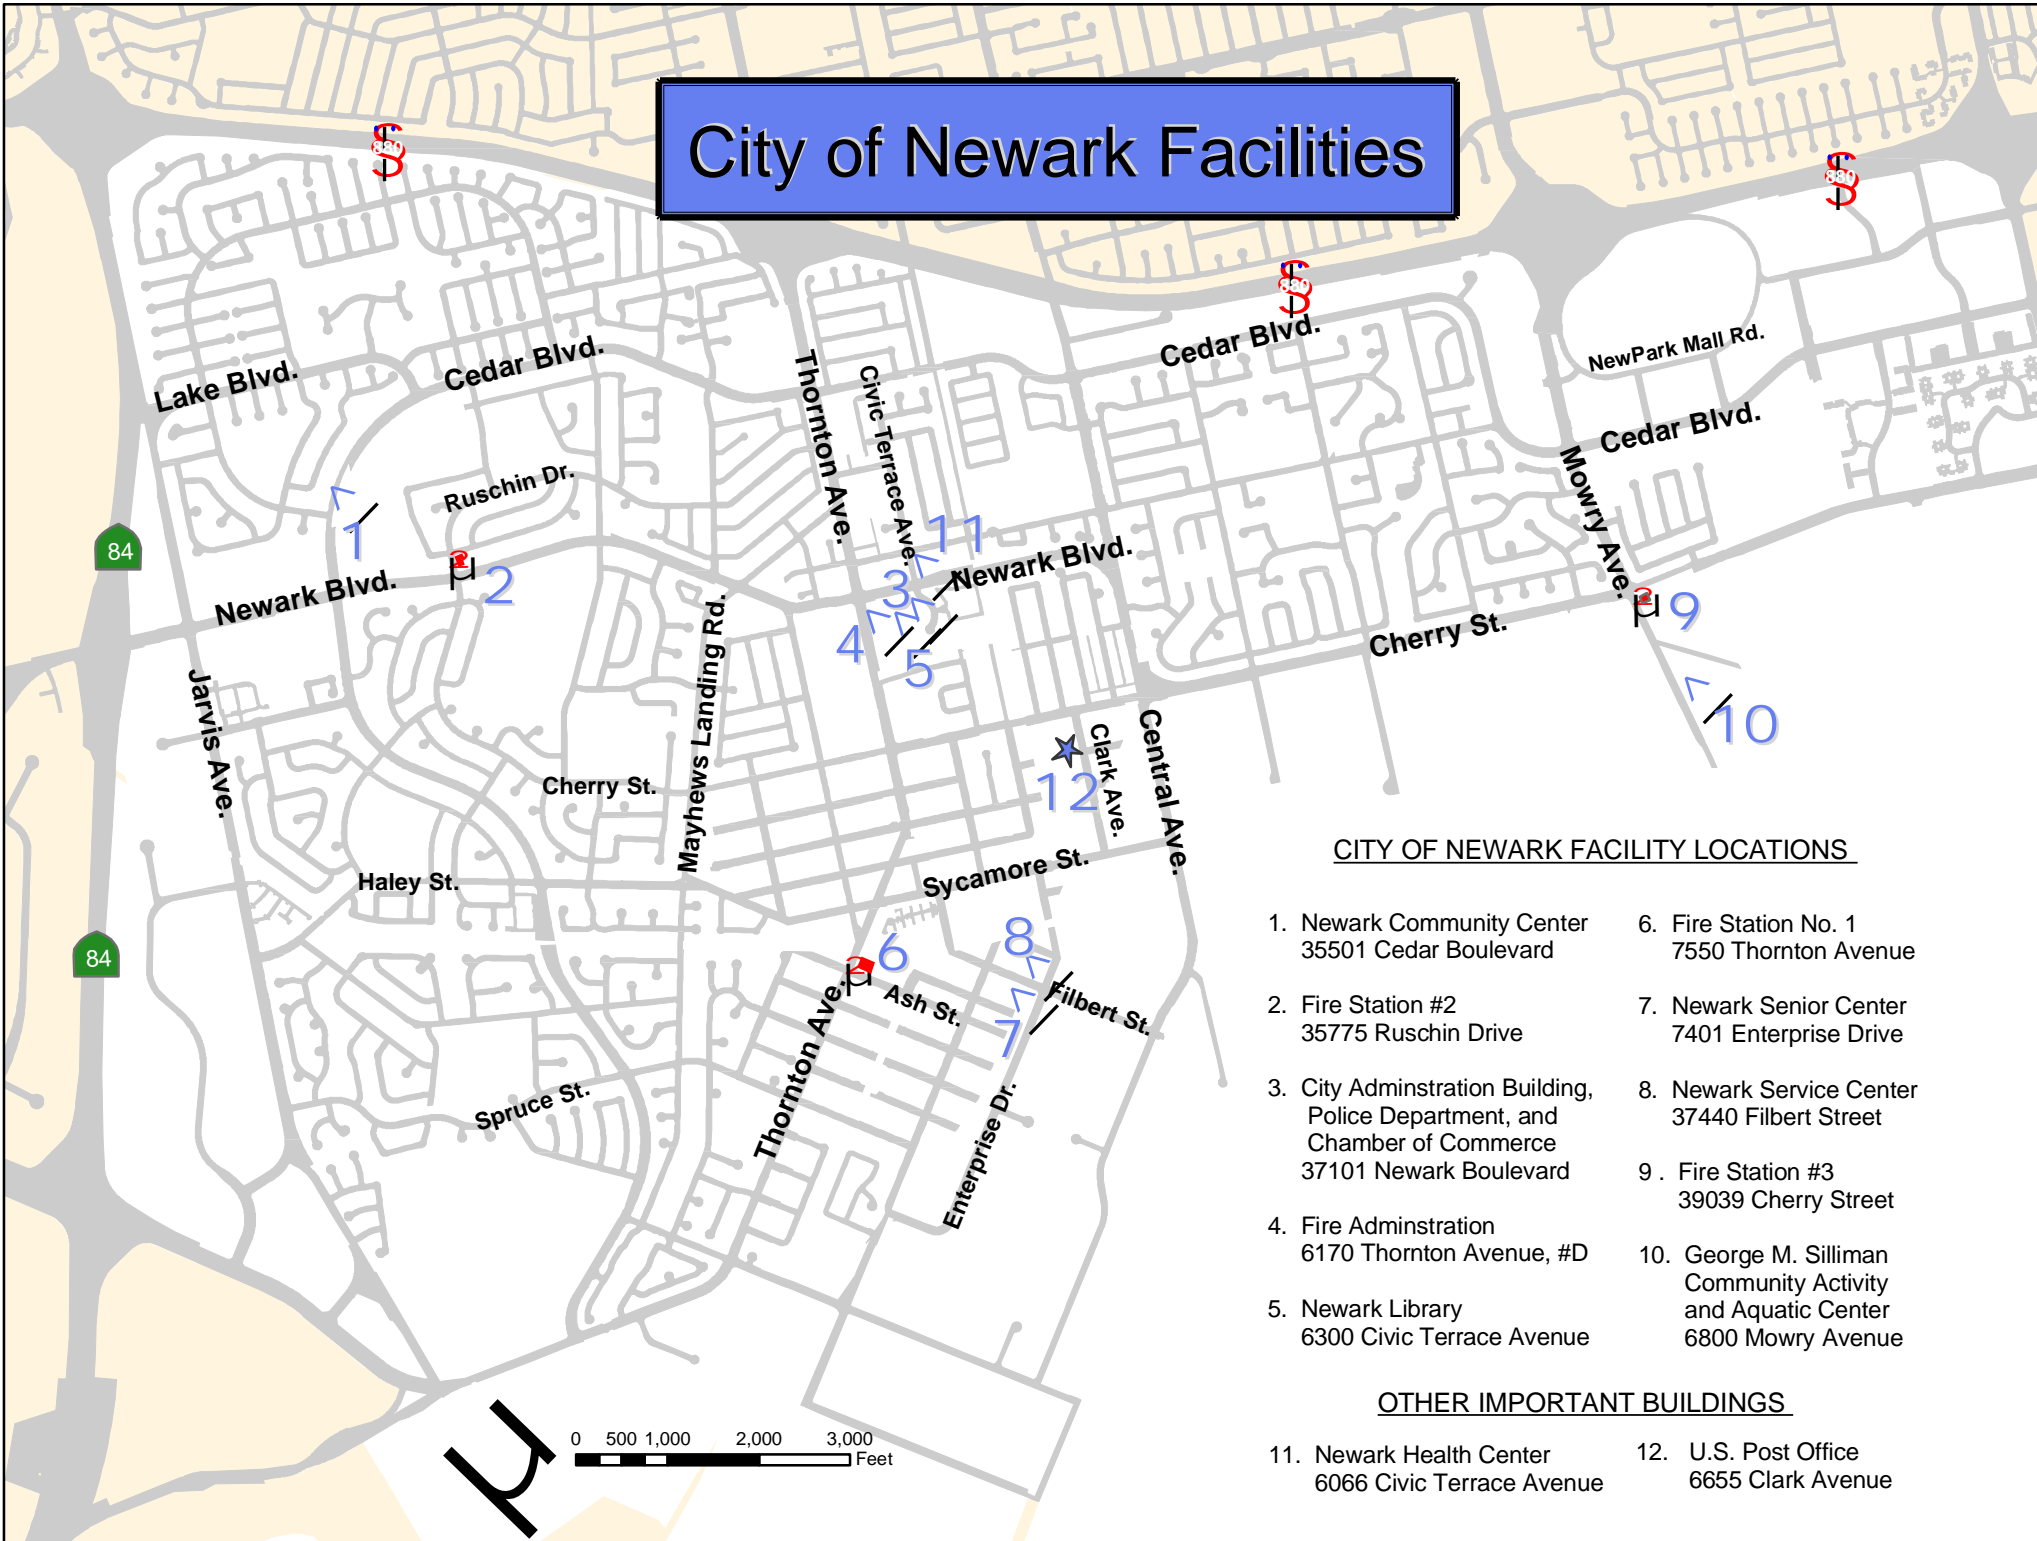 City of Newark Facilities
880
880
880
Lake Blvd.
Cedar Blvd.
Cedar Blvd.
NewPark Mall Rd.
Cedar Blvd.
Thornton Ave.
Civic Terrace Ave.
Ruschin Dr.
Mowry Ave.
84
1
2
11
3
4
5
9
10
Newark Blvd.
Newark Blvd.
Cherry St.
Jarvis Ave.
Mayhews Landing Rd.
Cherry St.
Clark Ave.
Central Ave.
12
Haley St.
Sycamore St.
84
6
8
7
Ash St.
Filbert St.
Thornton Ave.
Spruce St.
Enterprise Dr.
CITY OF NEWARK FACILITY LOCATIONS
1. Newark Community Center
35501 Cedar Boulevard
2. Fire Station #2
35775 Ruschin Drive
3. City Adminstration Building,
Police Department, and
Chamber of Commerce
37101 Newark Boulevard
4. Fire Adminstration
6170 Thornton Avenue, #D
5. Newark Library
6300 Civic Terrace Avenue
6. Fire Station No. 1
7550 Thornton Avenue
7. Newark Senior Center
7401 Enterprise Drive
8. Newark Service Center
37440 Filbert Street
9 . Fire Station #3
39039 Cherry Street
10. George M. Silliman
Community Activity
and Aquatic Center
6800 Mowry Avenue
OTHER IMPORTANT BUILDINGS
11. Newark Health Center
6066 Civic Terrace Avenue
12. U.S. Post Office
6655 Clark Avenue
µ
0 500 1,000 2,000 3,000
Feet